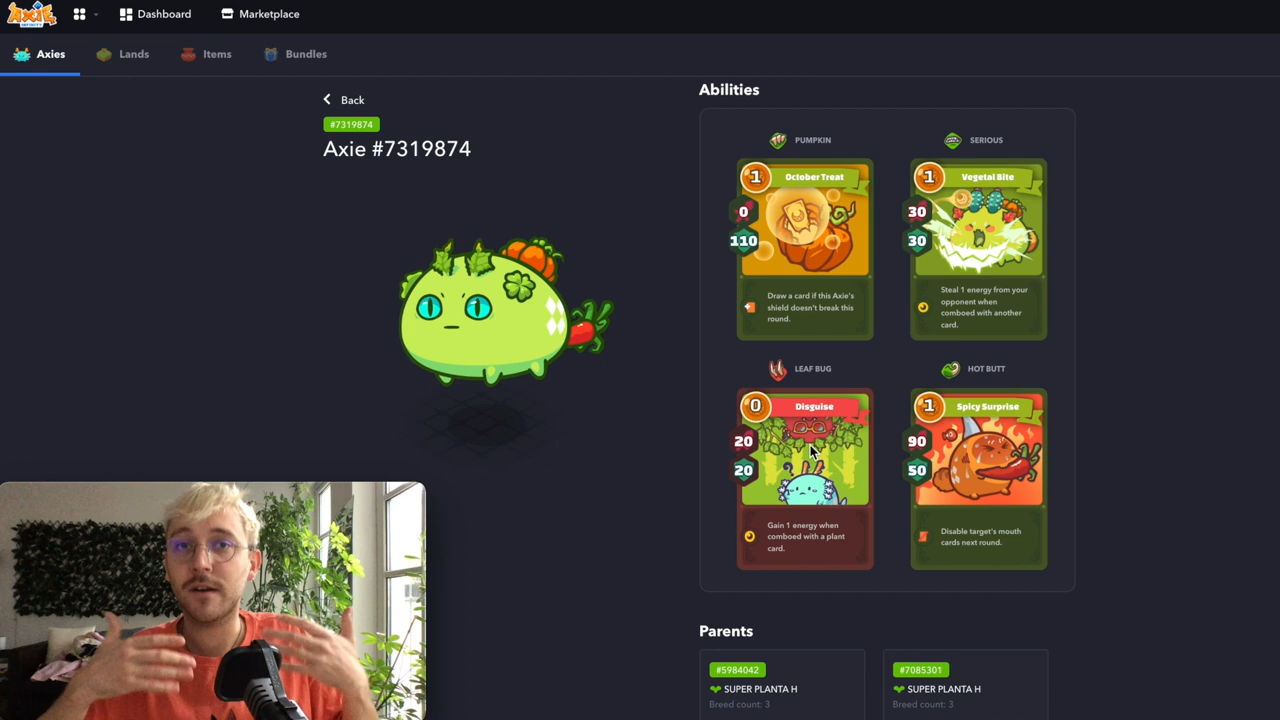 AXIE
INFINITY
Dashboard
Marketplace
Axies
Lands
Items
Bundles
Back
#7319874
Axie #7319874
Abilities
PUMPKIN
1
October Treat
0
110
Draw a card if this Axie's
shield doesn't break this
round.
SERIOUS
1
Vegetal Bite
30
30
Steal 1 energy from your
opponent when
comboed with another
card.
LEAF BUG
0
Disguise
20
20
Gain 1 energy when
comboed with a plant
card.
HOT BUTT
1
Spicy Surprise
90
50
Disable target's mouth
cards next round.
Parents
#5984042
SUPER PLANTA H
Breed count: 3
#7085301
SUPER PLANTA H
Breed count: 3